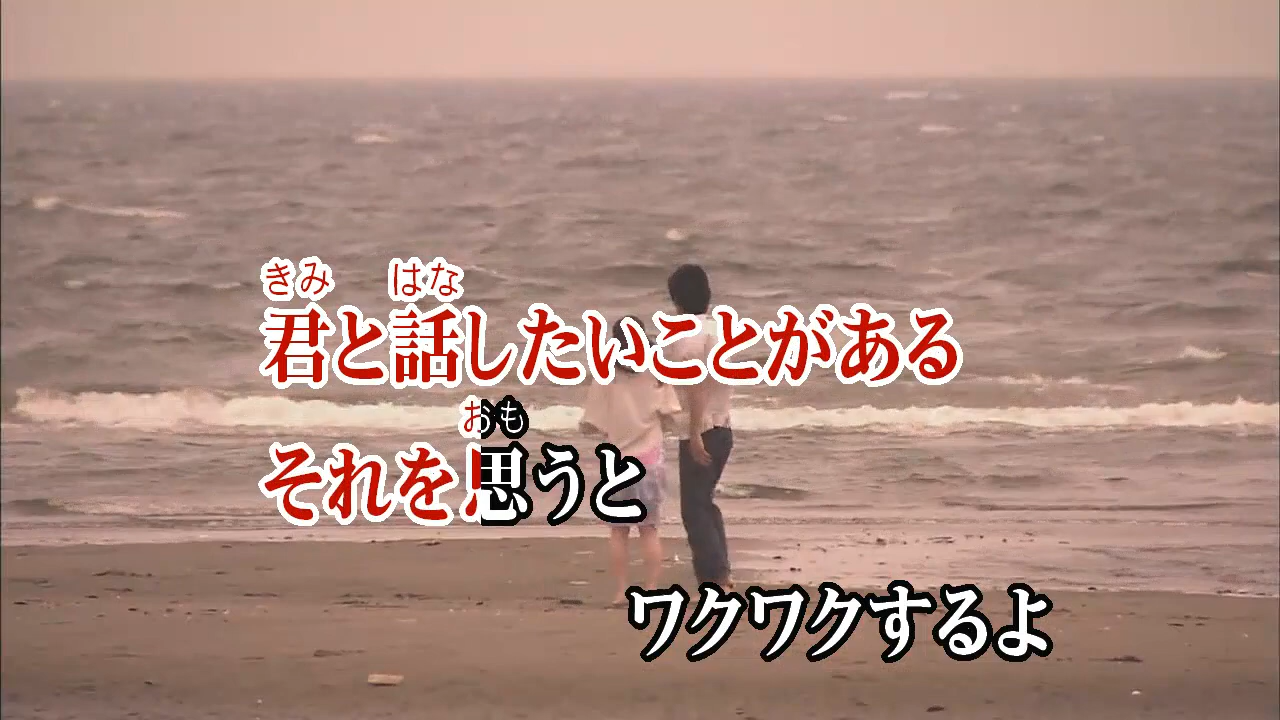 きみ はな
君と話したいことがある
おも
それを思うと
ワクワクするよ